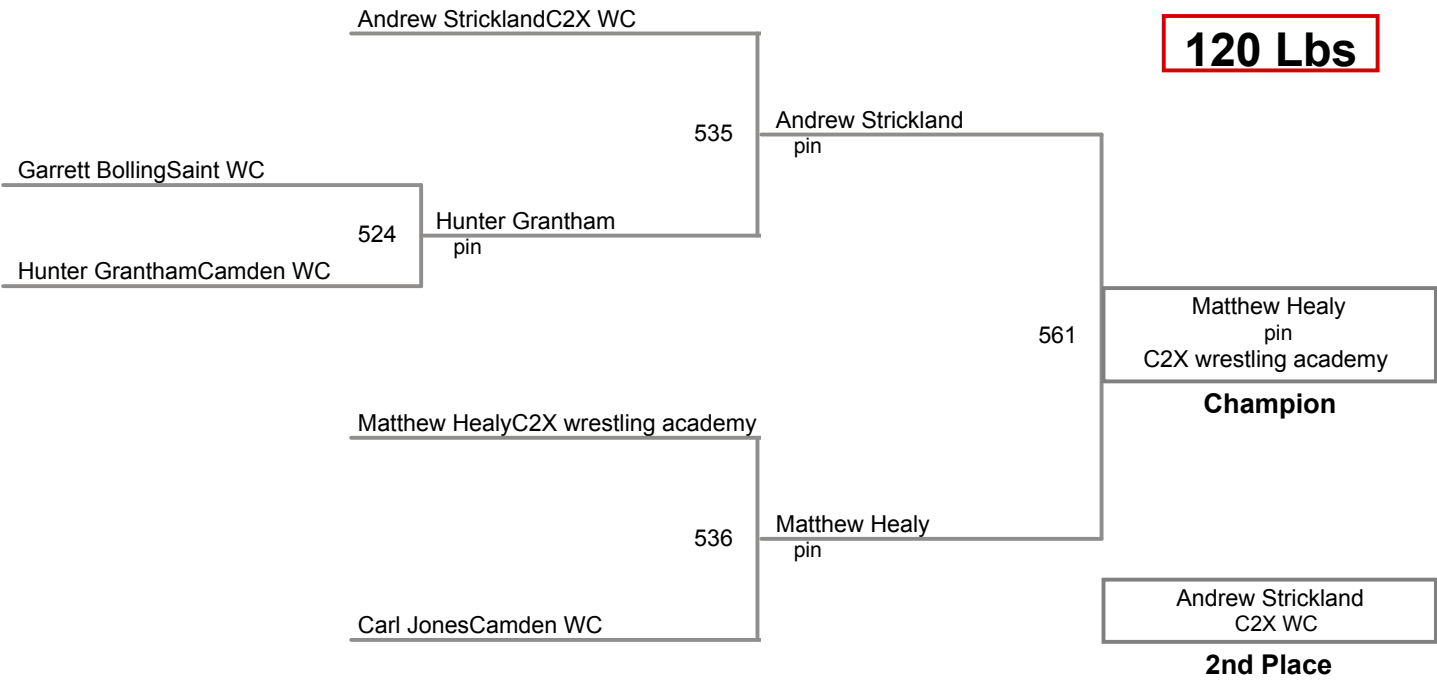 Andrew StricklandC2X WC
120 Lbs
535
Andrew Strickland
pin
Garrett BollingSaint WC
524
Hunter Grantham
pin
Hunter GranthamCamden WC
561
Matthew Healy
pin
C2X wrestling academy
Champion
Matthew HealyC2X wrestling academy
536
Matthew Healy
pin
Carl JonesCamden WC
Andrew Strickland
C2X WC
2nd Place